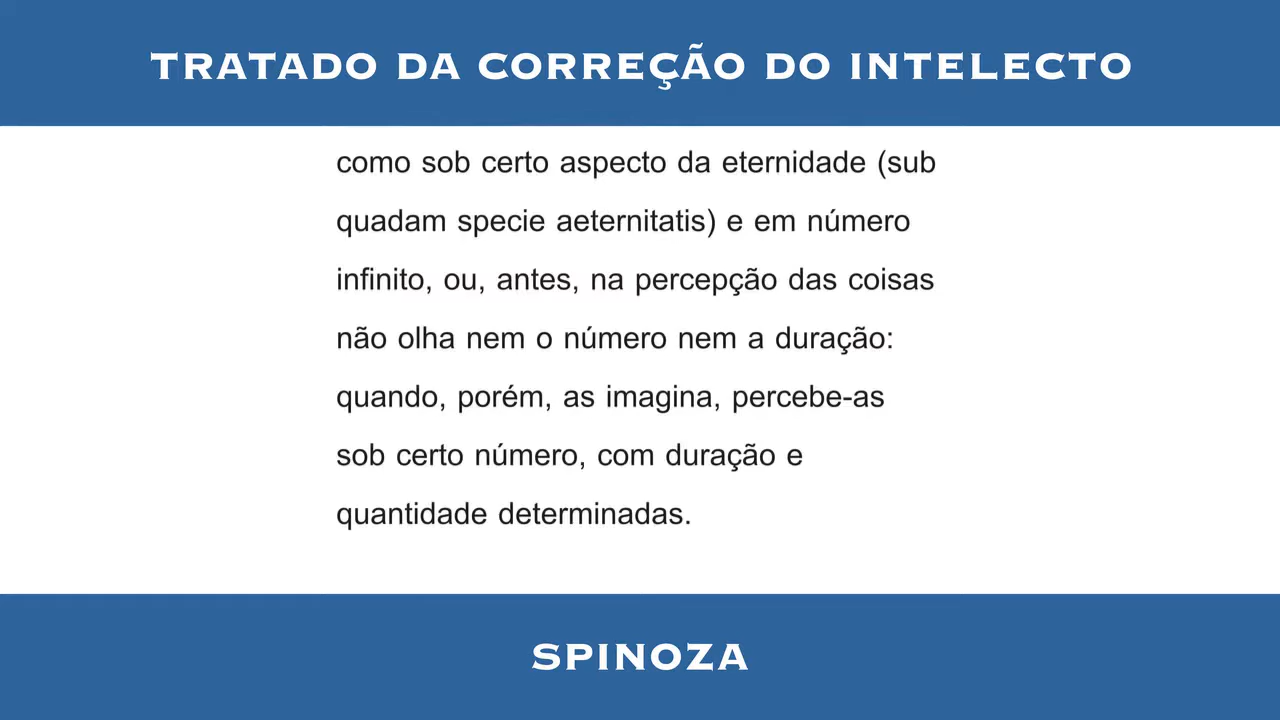 TRATADO DA CORREÇÃO DO INTELECTO
como sob certo aspecto da eternidade (sub
quadam specie aeternitatis) e em número
infinito, ou, antes, na percepção das coisas
não olha nem o número nem a duração:
quando, porém, as imagina, percebe-as
sob certo número, com duração e
quantidade determinadas.
SPINOZA